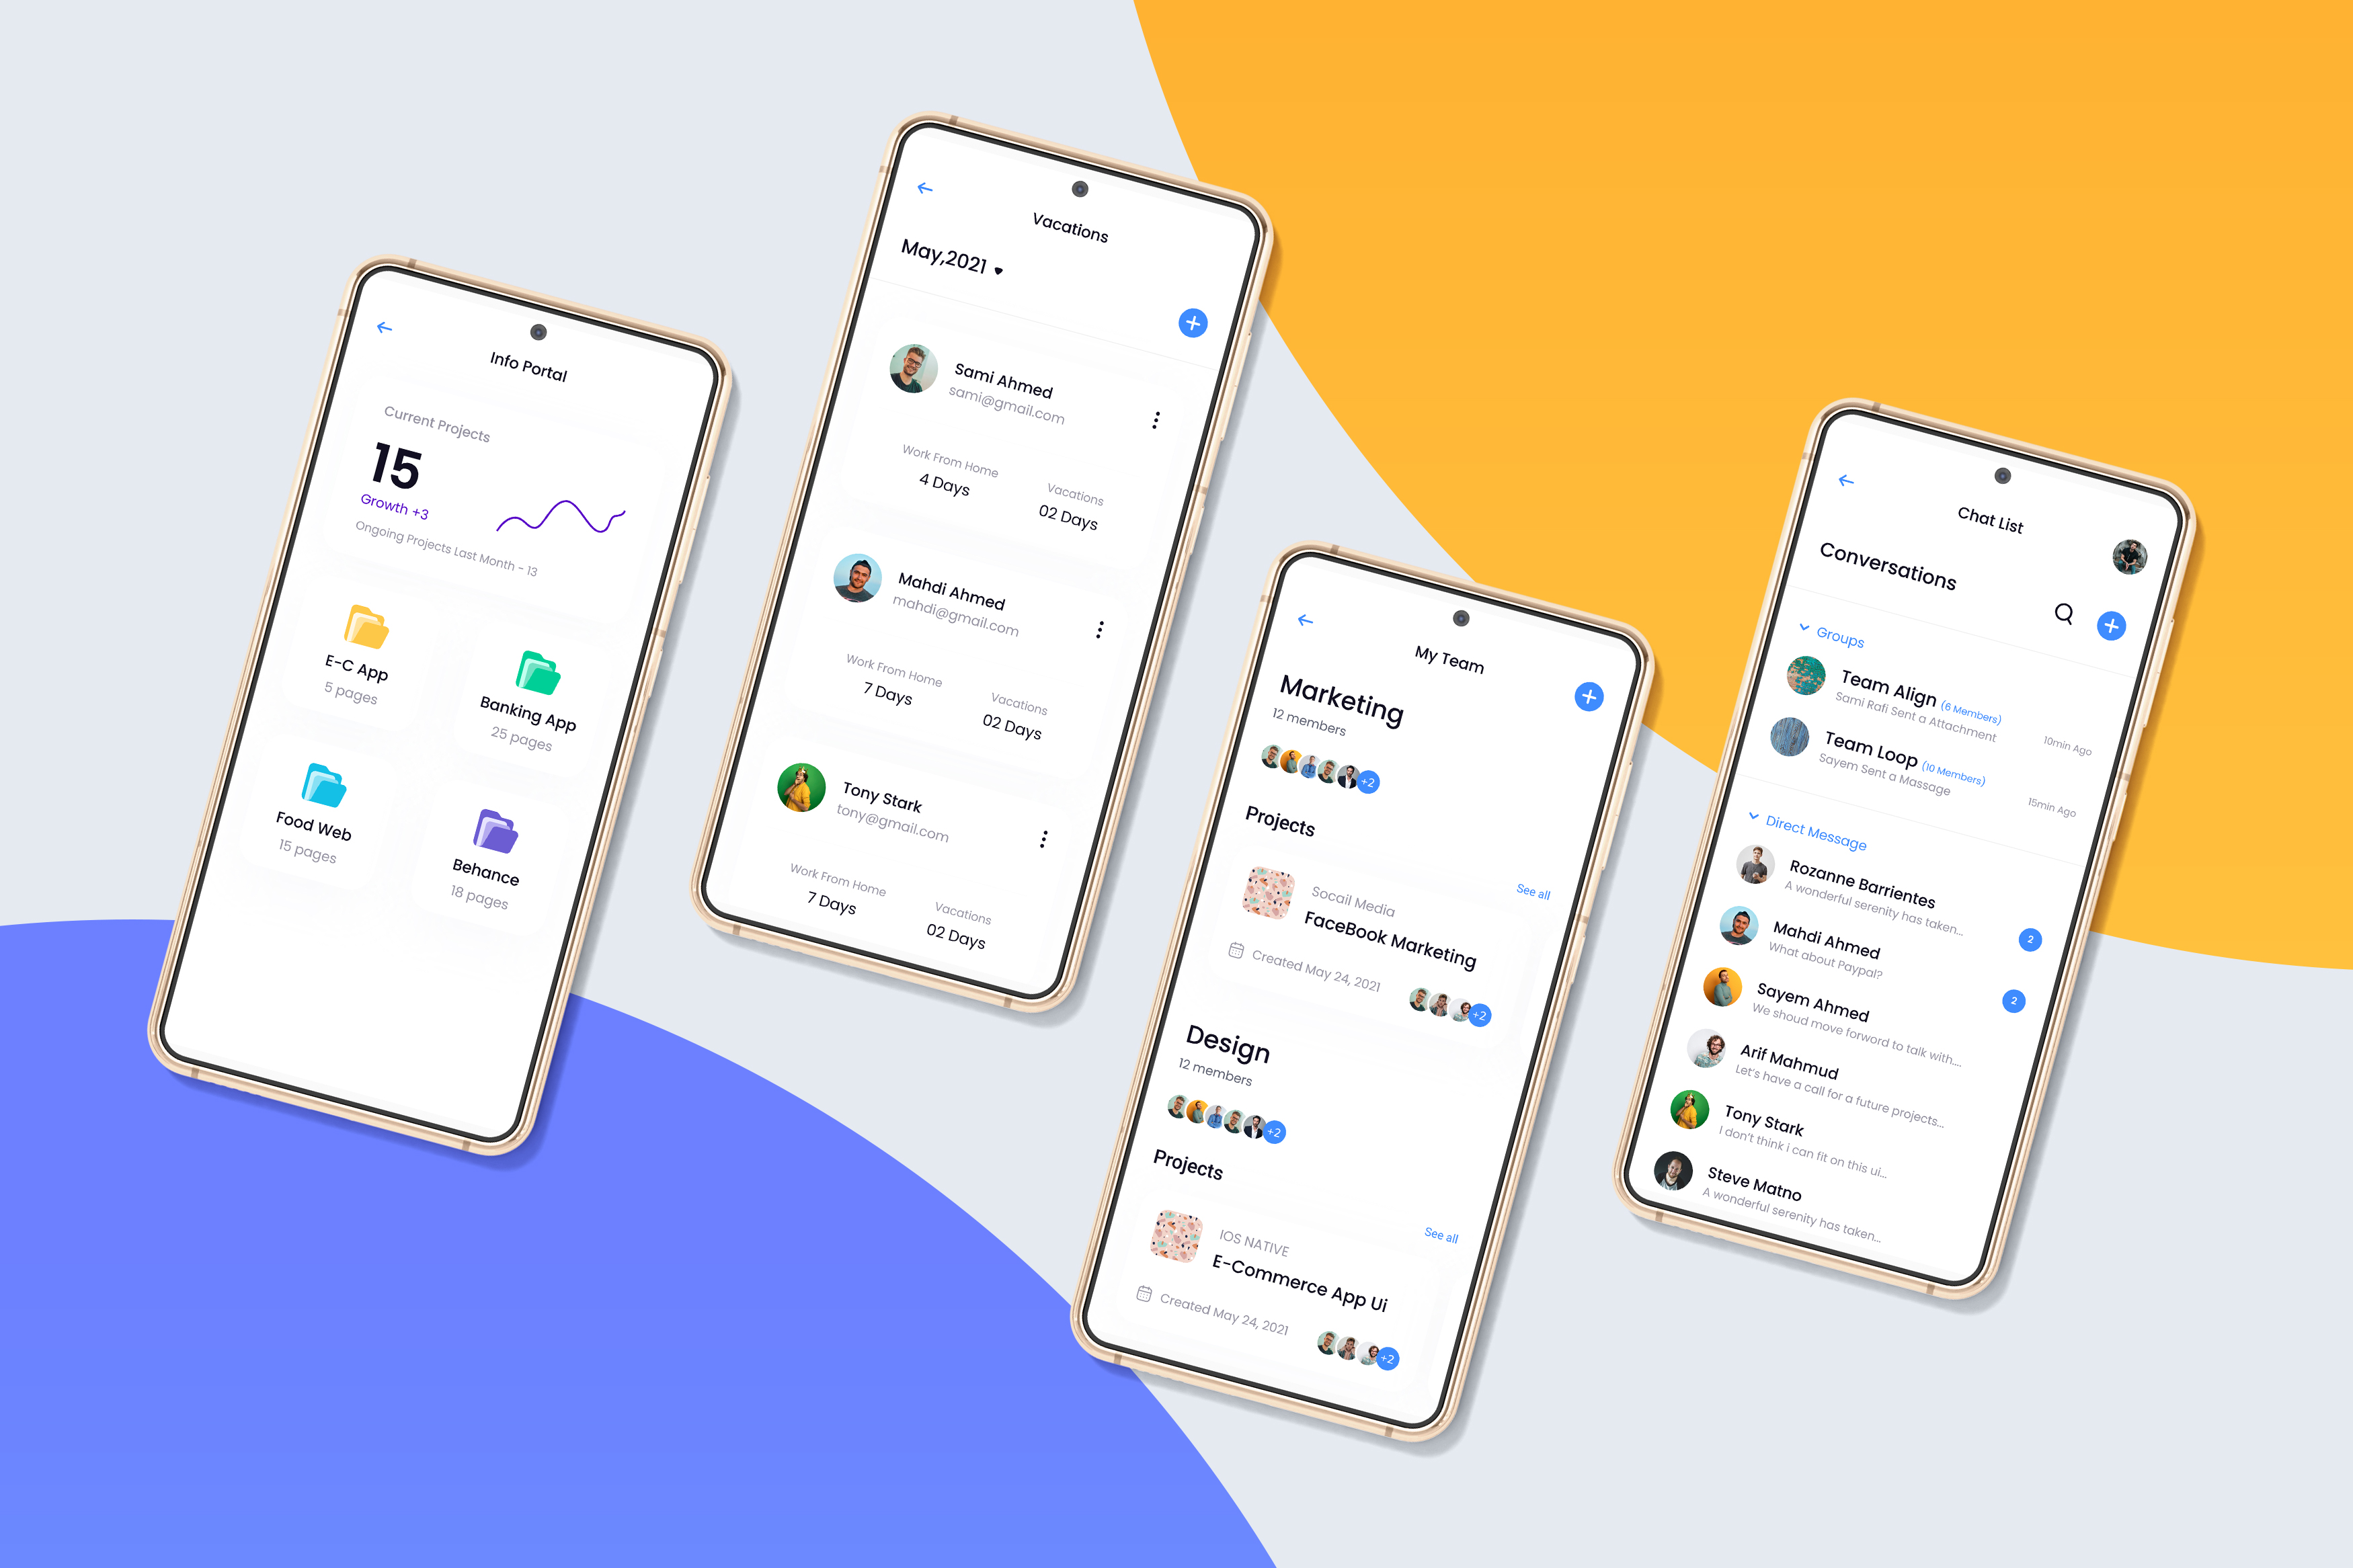 Info Portal
Current Projects
15
Growth +3
Ongoing Projects Last Month - 13
E-C App
5 pages
Banking App
25 pages
Food Web
15 pages
Behance
18 pages
Vacations
May,2021
Sami Ahmed
sami@gmail.com
Work From Home
4 Days
Vacations
02 Days
Mahdi Ahmed
mahdi@gmail.com
Work From Home
7 Days
Vacations
02 Days
Tony Stark
tony@gmail.com
Work From Home
7 Days
Vacations
02 Days
My Team
Marketing
12 members
+2
Projects
See all
Socail Media
FaceBook Marketing
Created May 24, 2021
+2
Design
12 members
+2
Projects
See all
IOS NATIVE
E-Commerce App Ui
Created May 24, 2021
+2
Chat List
Conversations
Groups
Team Align (6 Members)
Sami Rafi Sent a Attachment
10min Ago
Team Loop (10 Members)
Sayem Sent a Massage
15min Ago
Direct Message
Rozanne Barrientes
A wonderful serenity has taken...
2
Mahdi Ahmed
What about Paypal?
2
Sayem Ahmed
We shoud move forward to talk with....
Arif Mahmud
Let's have a call for a future projects...
Tony Stark
I don't think i can fit on this ui...
Steve Matno
A wonderful serenity has taken...